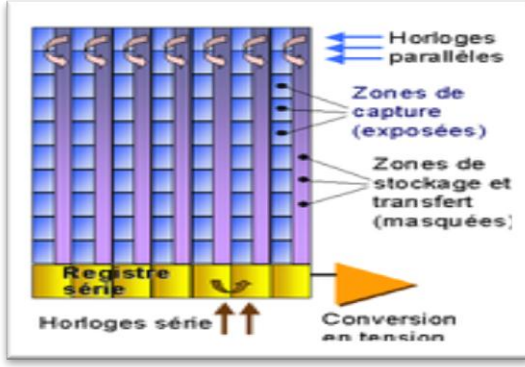 Horloges
parallèles
Zones de
capture
(exposées)
Zones de
stockage et
transfert
(masquées)
Registre
série
Horloges série
Conversion
en tension